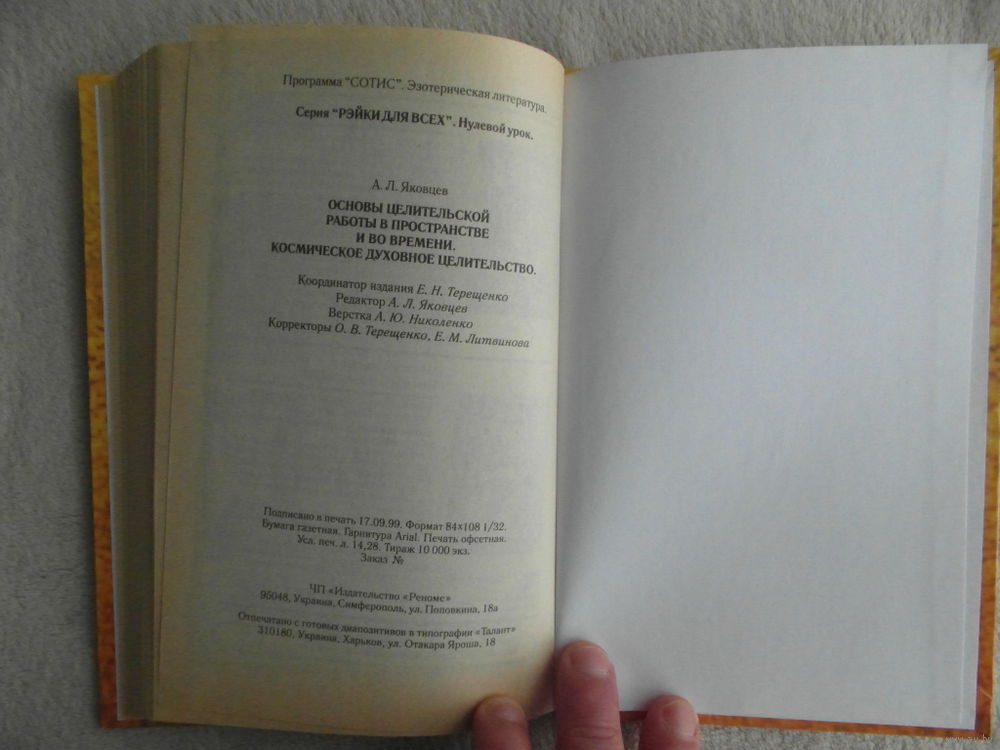 Программа "СОТИС". Эзотерическая литература.
Серия "РЭЙКИ ДЛЯ ВСЕХ". Нулевой урок.
А. Л. Яковцев
ОСНОВЫ ЦЕЛИТЕЛЬСКОЙ
РАБОТЫ В ПРОСТРАНСТВЕ
И ВО ВРЕМЕНИ.
КОСМИЧЕСКОЕ ДУХОВНОЕ ЦЕЛИТЕЛЬСТВО.
Координатор издания Е. Н. Терещенко
Редактор А. Л. Яковцев
Верстка А. Ю. Николенко
Корректоры О. В. Терещенко, Е. М. Литвинова
Подписано в печать 17.09.99. Формат 84×108 1/32.
Бумага газетная. Гарнитура Arial. Печать офсетная.
Усл. печ. л. 14,28. Тираж 10 000 экз.
Заказ №
ЧП «Издательство «Реноме»
95048, Украина, Симферополь, ул. Поповкина, 18а
Отпечатано с готовых диапозитивов в типографии «Талант»
310180, Украина, Харьков, ул. Отакара Яроша, 18